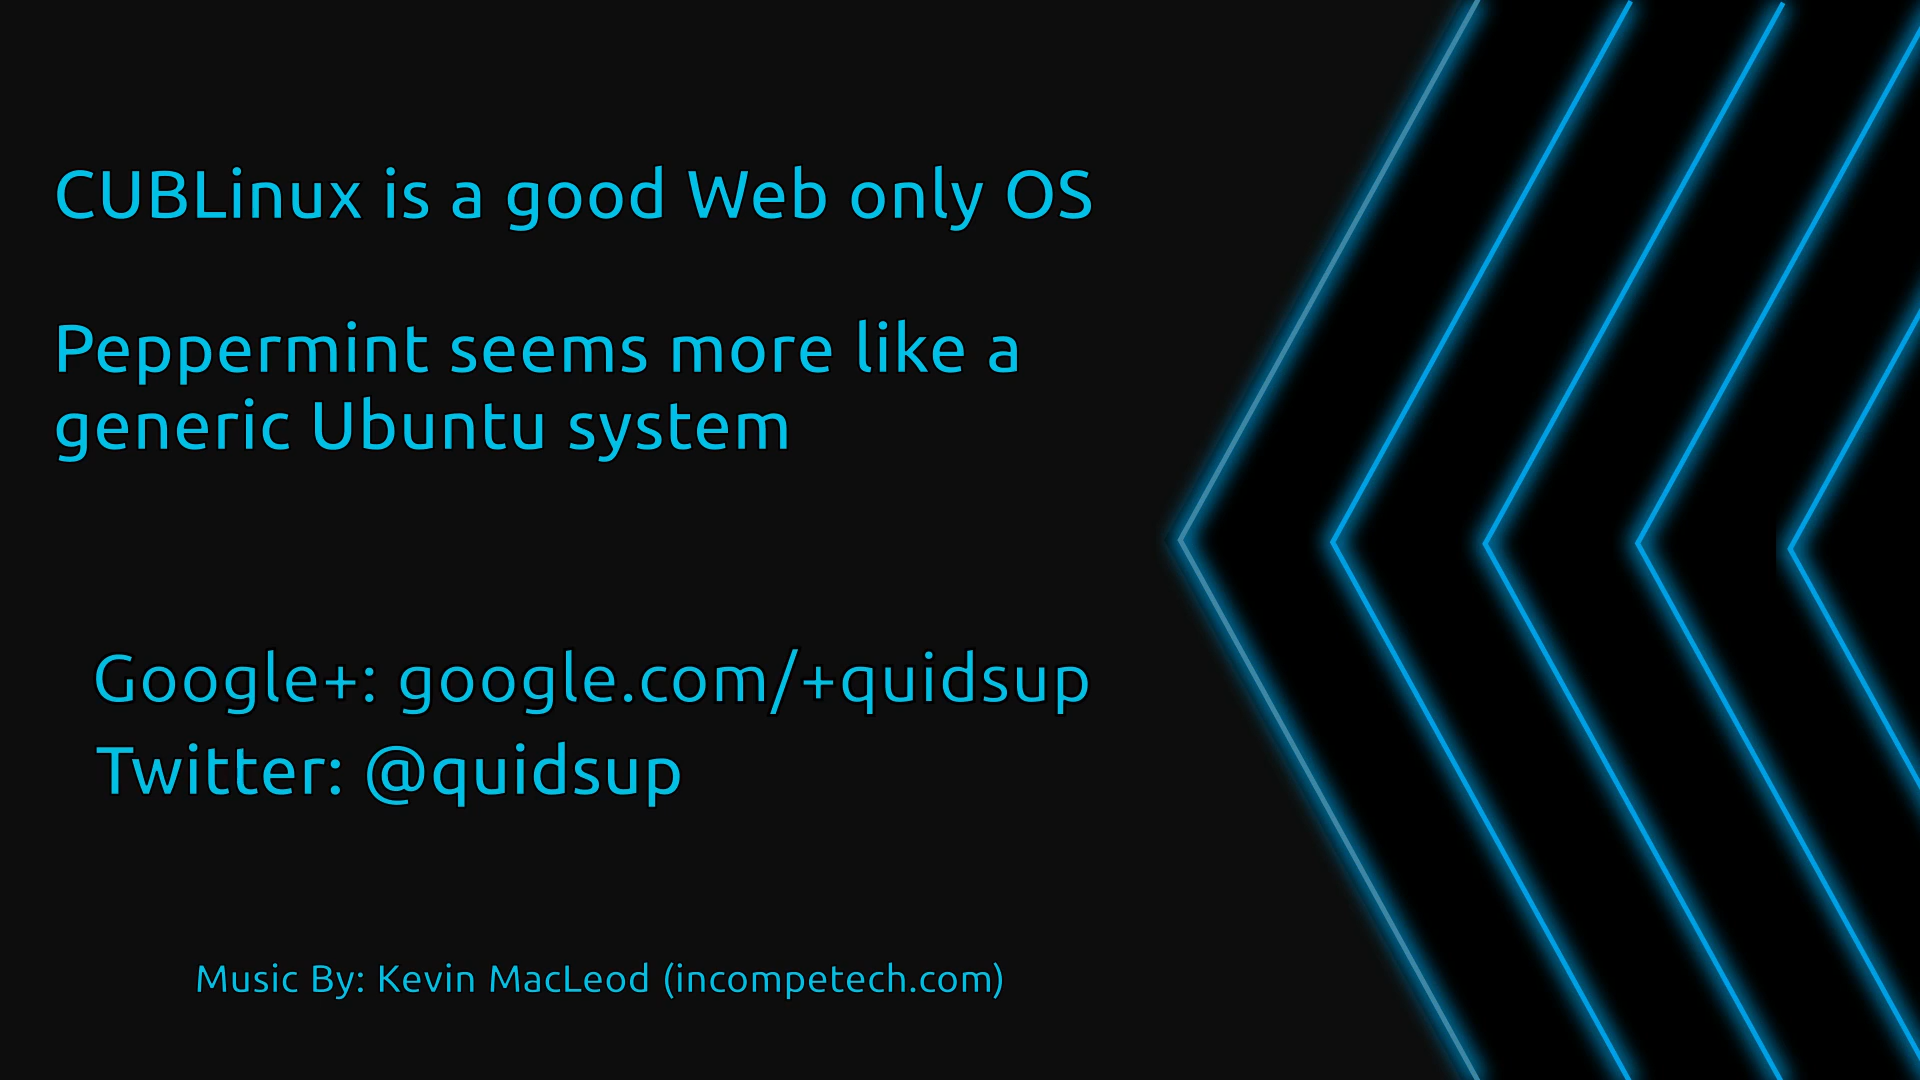 CUBLinux is a good Web only OS
Peppermint seems more like a
generic Ubuntu system
Google+: google.com/+quidsup
Twitter: @quidsup
Music By: Kevin MacLeod (incompetech.com)